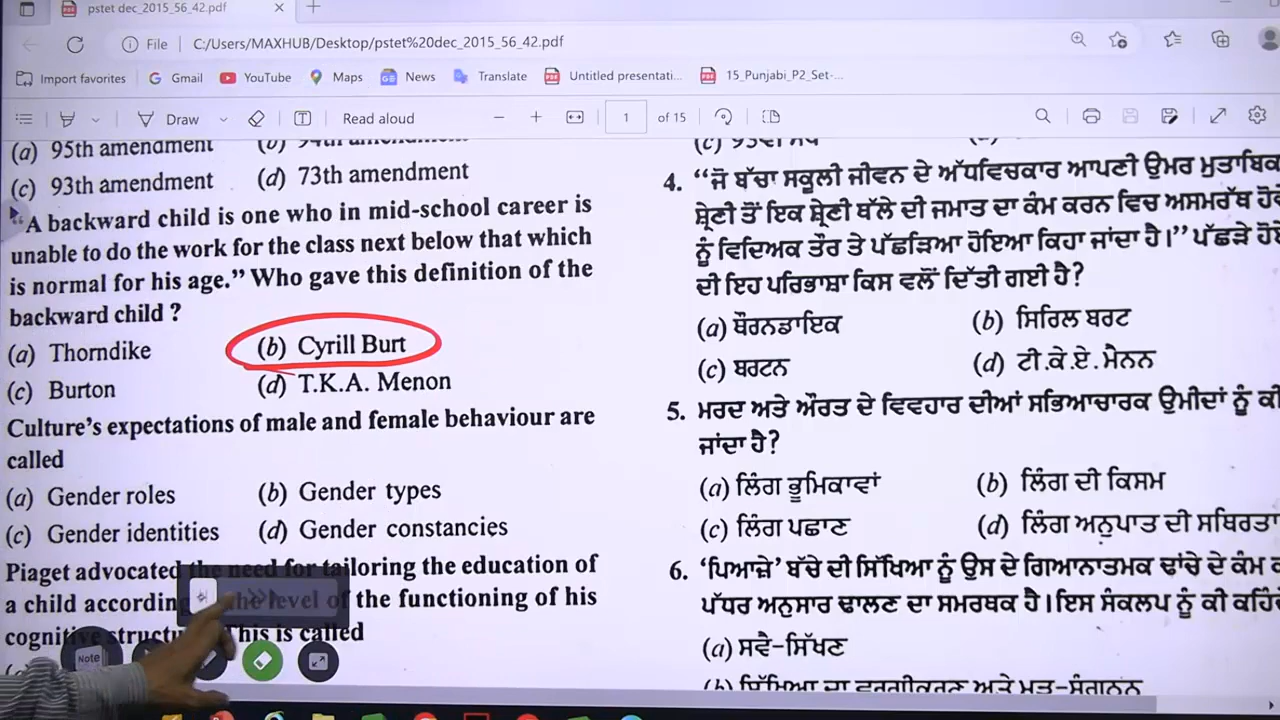 pstet dec_2015_56_42.pdf
File C:/Users/MAXHUB/Desktop/pstet%20dec_2015_56_42.pdf
Import favorites Gmail YouTube Maps News Translate Untitled presentati... 15_Punjabi_P2_Set-...
Draw Read aloud 1 of 15
(a) 95th amendment
(c) 93th amendment (d) 73th amendment
“A backward child is one who in mid-school career is
unable to do the work for the class next below that which
is normal for his age.” Who gave this definition of the
backward child ?
(a) Thorndike (b) Cyrill Burt
(c) Burton (d) T.K.A. Menon
Culture’s expectations of male and female behaviour are
called
(a) Gender roles (b) Gender types
(c) Gender identities (d) Gender constancies
Piaget advocated the need for tailoring the education of
a child according the level of the functioning of his
cognitive This is called
Note
4. “ਜੋ ਬੱਚਾ ਸਕੂਲੀ ਜੀਵਨ ਦੇ ਅੱਧਵਿਚਕਾਰ ਆਪਣੀ ਉਮਰ ਮੁਤਾਬਿਕ
ਸ਼੍ਰੇਣੀ ਤੋਂ ਇਕ ਸ਼੍ਰੇਣੀ ਥੱਲੇ ਦੀ ਜਮਾਤ ਦਾ ਕੰਮ ਕਰਨ ਵਿਚ ਅਸਮਰੱਥ
ਨੂੰ ਵਿਦਿਅਕ ਤੌਰ ਤੇ ਪੱਛੜਿਆ ਹੋਇਆ ਕਿਹਾ ਜਾਂਦਾ ਹੈ।” ਪੱਛੜੇ
ਦੀ ਇਹ ਪਰਿਭਾਸ਼ਾ ਕਿਸ ਵਲੋਂ ਦਿੱਤੀ ਗਈ ਹੈ?
(a) ਥੌਰਨਡਾਇਕ (b) ਸਿਰਿਲ ਬਰਟ
(c) ਬਰਟਨ (d) ਟੀ.ਕੇ.ਏ. ਮੈਨਨ
5. ਮਰਦ ਅਤੇ ਔਰਤ ਦੇ ਵਿਵਹਾਰ ਦੀਆਂ ਸਭਿਆਚਾਰਕ ਉਮੀਦਾਂ ਨੂੰ ਕੀ
ਜਾਂਦਾ ਹੈ?
(a) ਲਿੰਗ ਭੂਮਿਕਾਵਾਂ (b) ਲਿੰਗ ਦੀ ਕਿਸਮ
(c) ਲਿੰਗ ਪਛਾਣ (d) ਲਿੰਗ ਅਨੁਪਾਤ ਦੀ ਸਥਿਰਤਾ
6. ‘ਪਿਆਜ਼ੇ’ ਬੱਚੇ ਦੀ ਸਿੱਖਿਆ ਨੂੰ ਉਸ ਦੇ ਗਿਆਨਾਤਮਕ ਢਾਂਚੇ ਦੇ ਕੰਮ
ਪੱਧਰ ਅਨੁਸਾਰ ਢਾਲਣ ਦਾ ਸਮਰਥਕ ਹੈ। ਇਸ ਸੰਕਲਪ ਨੂੰ ਕੀ
(a) ਸਵੈ-ਸਿੱਖਣ